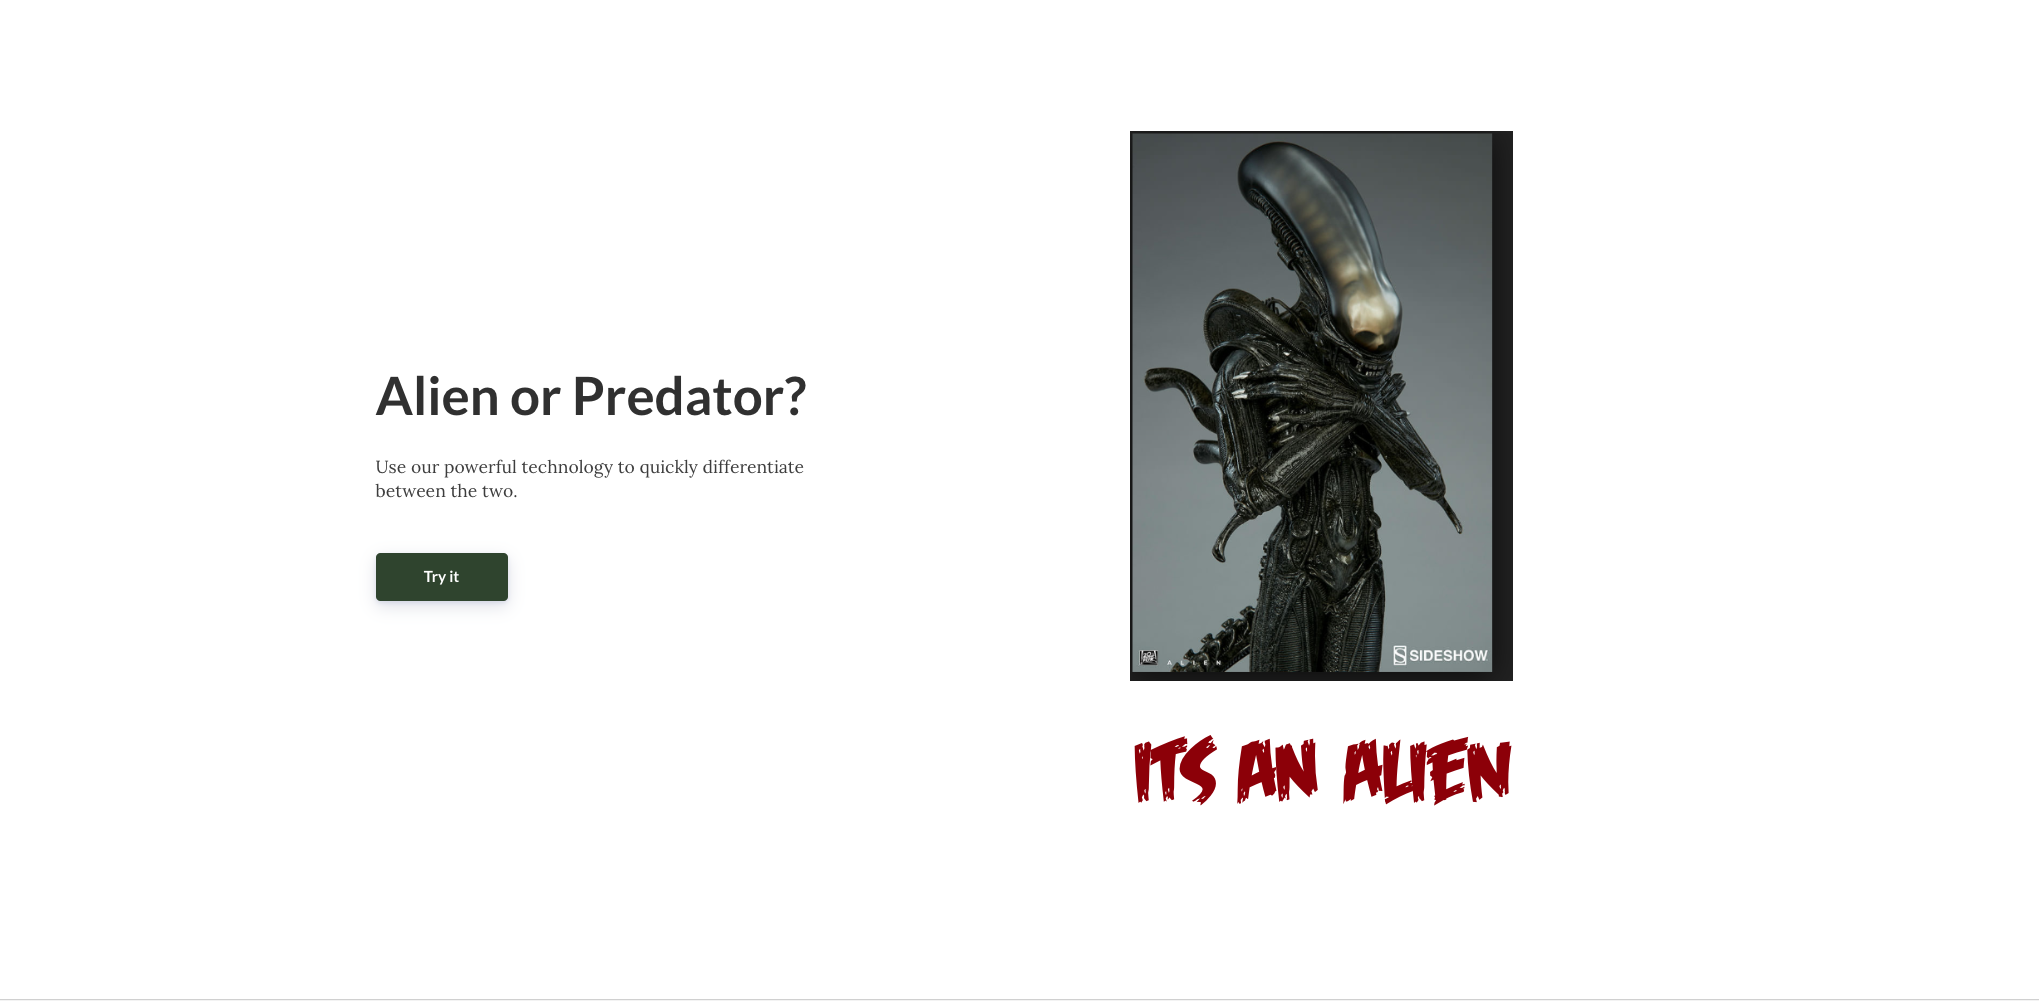 Alien or Predator?
Use our powerful technology to quickly differentiate
between the two.
Try it
ALIEN
SIDESHOW
ITS AN ALIEN